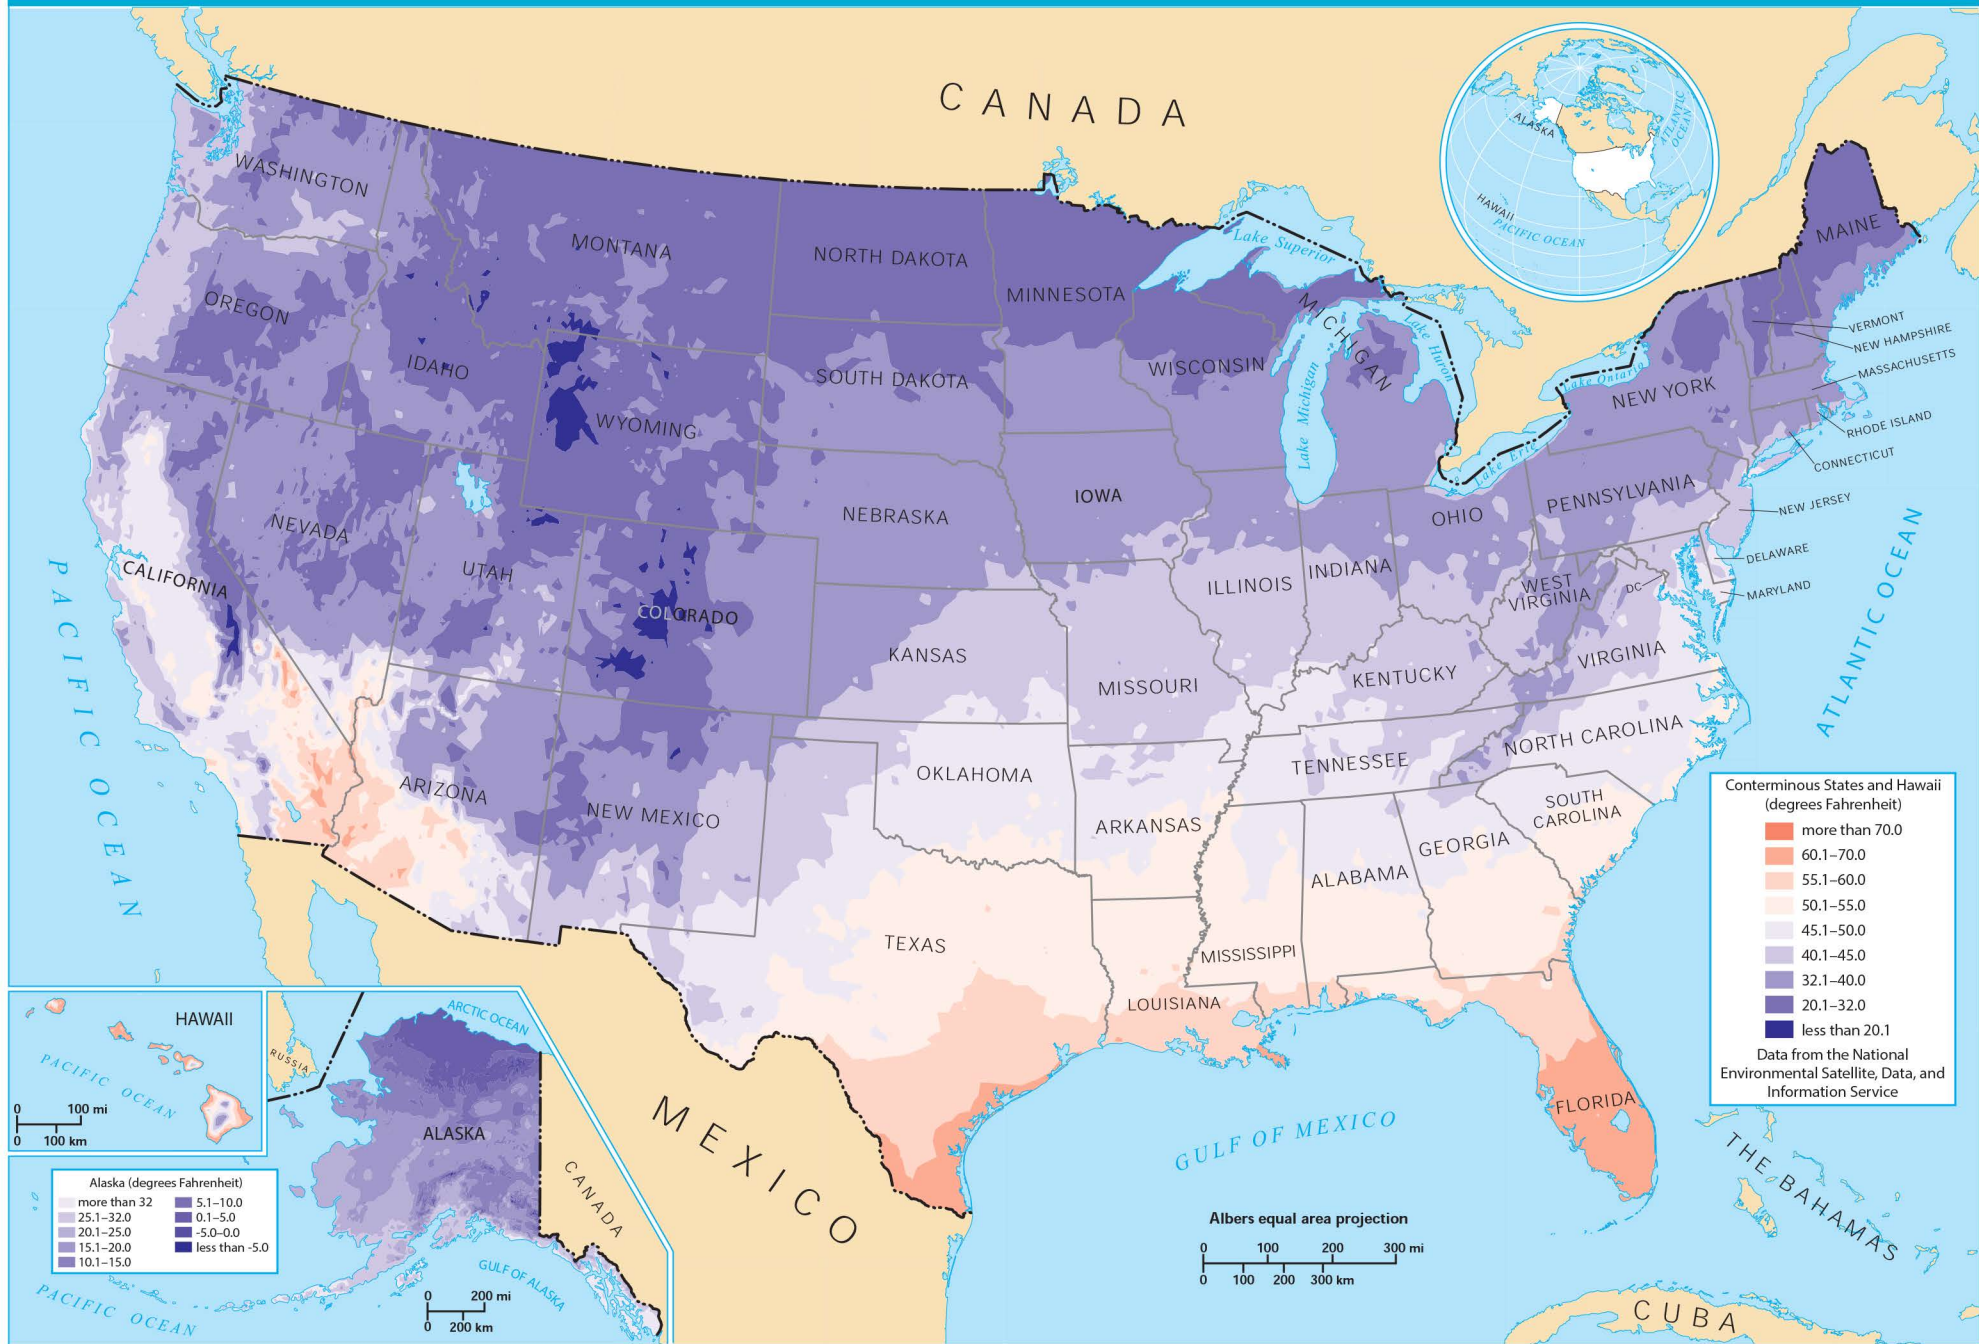 CANADA
ALASKA
HAWAII
PACIFIC OCEAN
ATLANTIC
OCEAN
WASHINGTON
MONTANA
NORTH DAKOTA
MINNESOTA
Lake Superior
MAINE
OREGON
IDAHO
WYOMING
SOUTH DAKOTA
WISCONSIN
MICHIGAN
Lake Michigan
Lake Huron
Lake Ontario
Lake Erie
NEW YORK
VERMONT
NEW HAMPSHIRE
MASSACHUSETTS
RHODE ISLAND
CONNECTICUT
NEW JERSEY
DELAWARE
MARYLAND
DC
PENNSYLVANIA
NEVADA
UTAH
CALIFORNIA
COLORADO
NEBRASKA
IOWA
ILLINOIS
INDIANA
OHIO
WEST
VIRGINIA
VIRGINIA
KANSAS
MISSOURI
KENTUCKY
ARIZONA
NEW MEXICO
OKLAHOMA
ARKANSAS
TENNESSEE
NORTH CAROLINA
SOUTH
CAROLINA
TEXAS
LOUISIANA
MISSISSIPPI
ALABAMA
GEORGIA
FLORIDA
PACIFIC OCEAN
ATLANTIC OCEAN
GULF OF MEXICO
MEXICO
THE BAHAMAS
CUBA
Conterminous States and Hawaii
(degrees Fahrenheit)
more than 70.0
60.1–70.0
55.1–60.0
50.1–55.0
45.1–50.0
40.1–45.0
32.1–40.0
20.1–32.0
less than 20.1
Data from the National
Environmental Satellite, Data, and
Information Service
HAWAII
PACIFIC OCEAN
0 100 mi
0 100 km
RUSSIA
ARCTIC OCEAN
ALASKA
CANADA
GULF OF ALASKA
PACIFIC OCEAN
0 200 mi
0 200 km
Alaska (degrees Fahrenheit)
more than 32
25.1–32.0
20.1–25.0
15.1–20.0
10.1–15.0
5.1–10.0
0.1–5.0
-5.0–0.0
less than -5.0
Albers equal area projection
0 100 200 300 mi
0 100 200 300 km